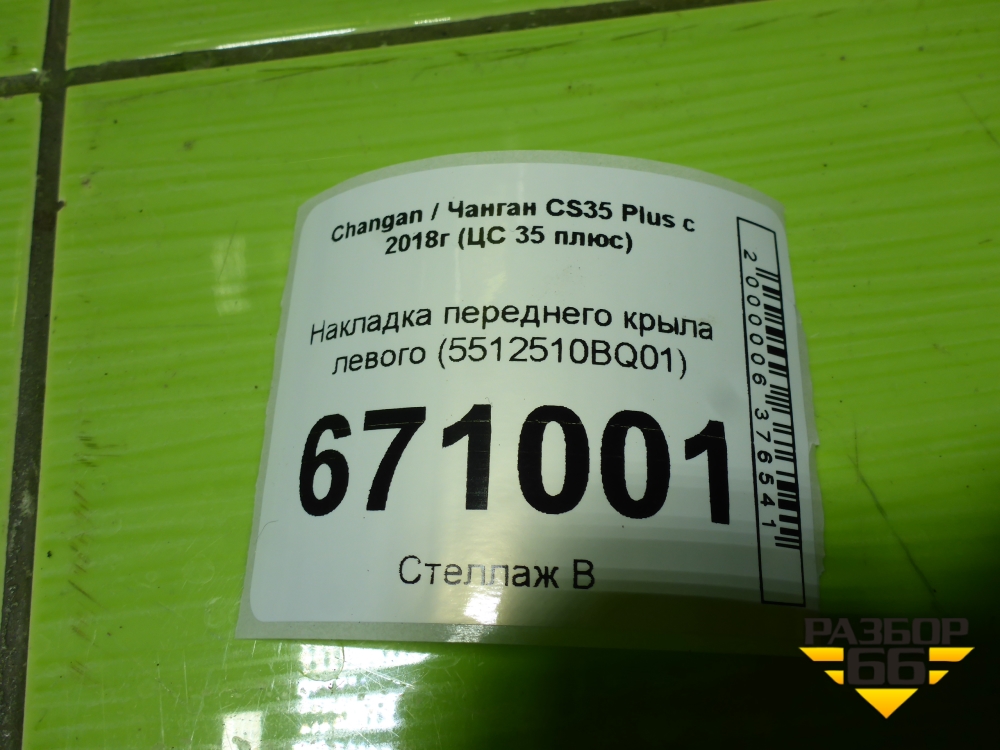 Changan / Чанган CS35 Plus с
2018г (ЦС 35 плюс)
Накладка переднего крыла
левого (5512510BQ01)
671001
Стеллаж В
2000006376541
РАЗБОР
66